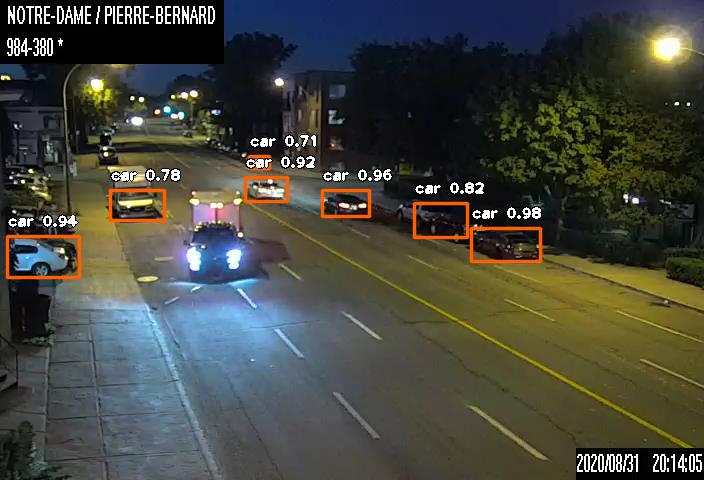 NOTRE-DAME / PIERRE-BERNARD
984-380 *
car 0.71
car 0.92
car 0.78
car 0.96
car 0.82
car 0.94
car 0.98
2020/08/31 20:14:05